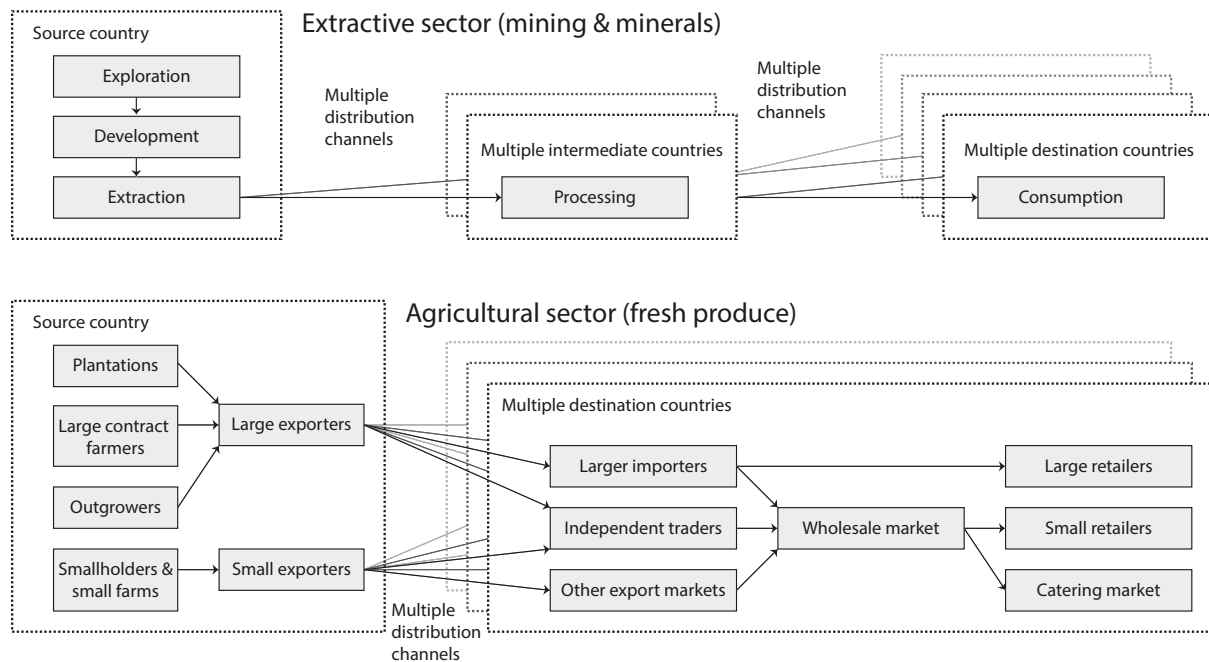 Extractive sector (mining & minerals)
Source country
Exploration
Development
Extraction
Multiple
distribution
channels
Multiple intermediate countries
Processing
Multiple
distribution
channels
Multiple destination countries
Consumption
Agricultural sector (fresh produce)
Source country
Plantations
Large contract
farmers
Outgrowers
Smallholders &
small farms
Large exporters
Small exporters
Multiple
distribution
channels
Multiple destination countries
Larger importers
Independent traders
Other export markets
Wholesale market
Large retailers
Small retailers
Catering market